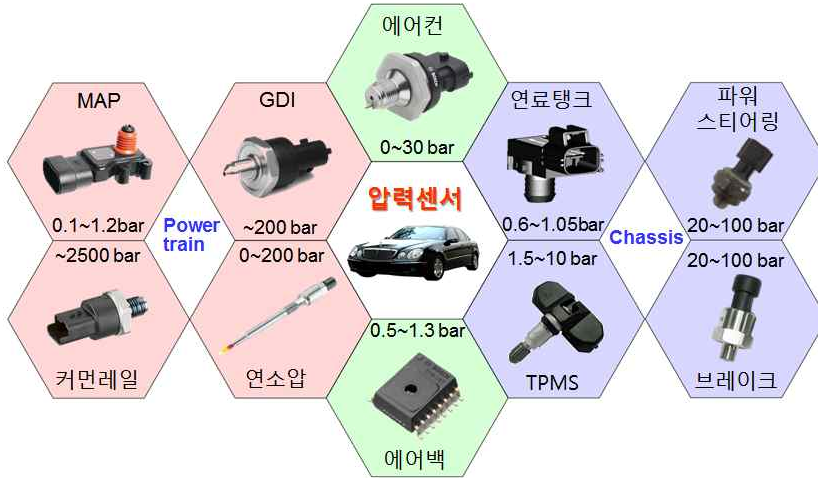 에어컨
0~30 bar
MAP
0.1~1.2bar
GDI
~200 bar
연료탱크
0.6~1.05bar
파워
스티어링
20~100 bar
압력센서
Power
train
Chassis
~2500 bar
커먼레일
0~200 bar
연소압
0.5~1.3 bar
에어백
1.5~10 bar
TPMS
20~100 bar
브레이크